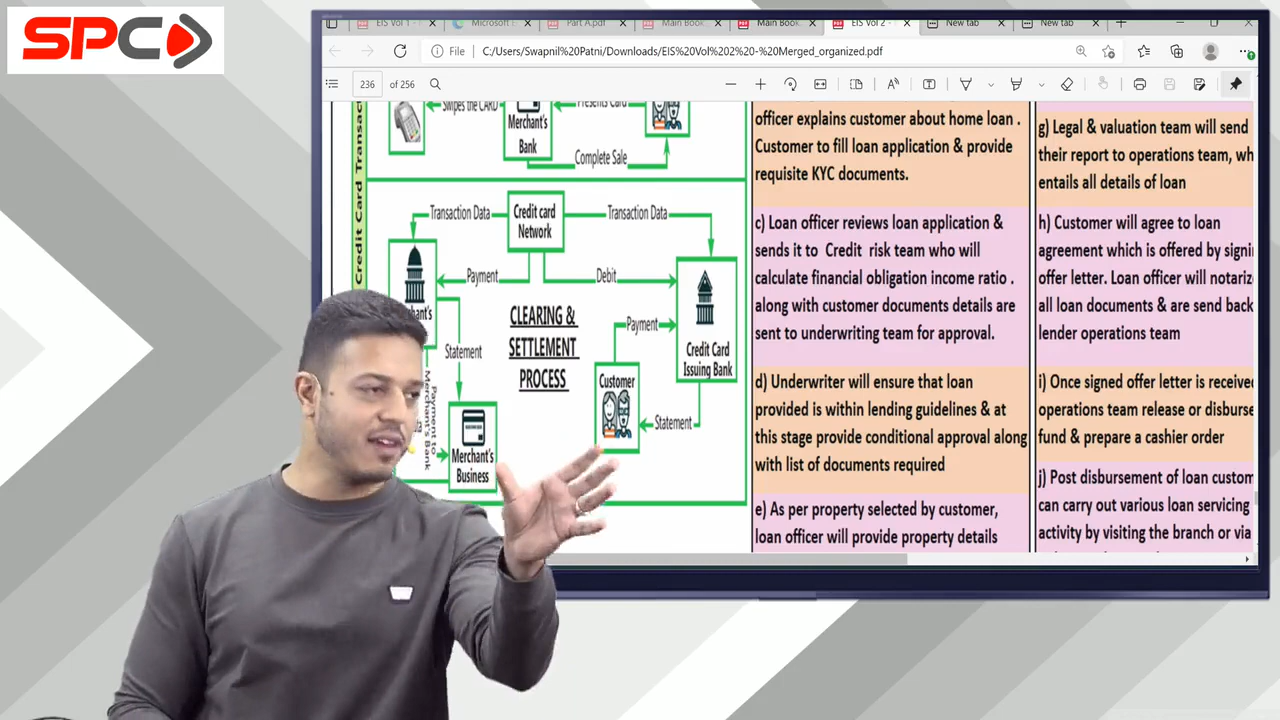 SPC
EIS Vol 1 -
Microsoft
Part A.pdf
Main Book
Main Book
EIS Vol 2 -
New tab
New tab
File
C:/Users/Swapnil%20Patni/Downloads/EIS%20Vol%202%20-%20Merged_organized.pdf
236 of 256
Credit Card Transac
Swipes the CARD
Presents Card
Merchant's
Bank
Complete Sale
Transaction Data
Credit card
Network
Transaction Data
Payment
Debit
CLEARING &
SETTLEMENT
PROCESS
Statement
Payment
Customer
Credit Card
Issuing Bank
Payment to
Merchant's Bank
Statement
Merchant's
Business
officer explains customer about home loan .
Customer to fill loan application & provide
requisite KYC documents.
c) Loan officer reviews loan application &
sends it to Credit risk team who will
calculate financial obligation income ratio .
along with customer documents details are
sent to underwriting team for approval.
d) Underwriter will ensure that loan
provided is within lending guidelines & at
this stage provide conditional approval along
with list of documents required
e) As per property selected by customer,
loan officer will provide property details
g) Legal & valuation team will send
their report to operations team, wh
entails all details of loan
h) Customer will agree to loan
agreement which is offered by signi
offer letter. Loan officer will notariz
all loan documents & are send back
lender operations team
i) Once signed offer letter is receive
operations team release or disburse
fund & prepare a cashier order
j) Post disbursement of loan custom
can carry out various loan servicing
activity by visiting the branch or via